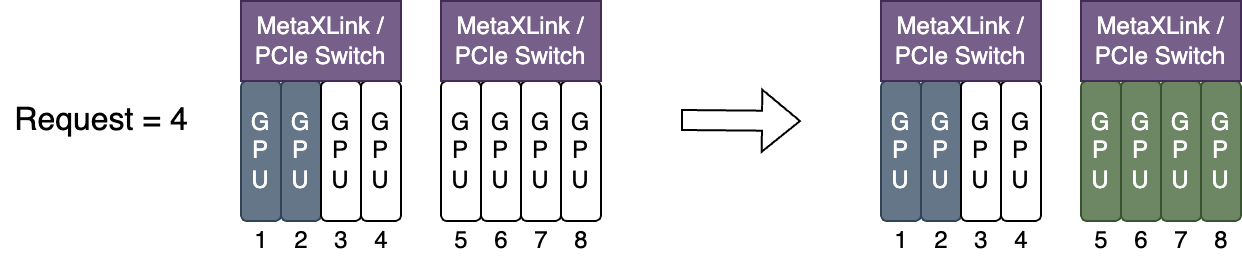 MetaXLink /
PCIe Switch
MetaXLink /
PCIe Switch
MetaXLink /
PCIe Switch
MetaXLink /
PCIe Switch
Request = 4
G G G G G G G G G G G G G G G G
P P P P P P P P P P P P P P P P
U U U U U U U U U U U U U U U U
1 2 3 4 5 6 7 8 1 2 3 4 5 6 7 8